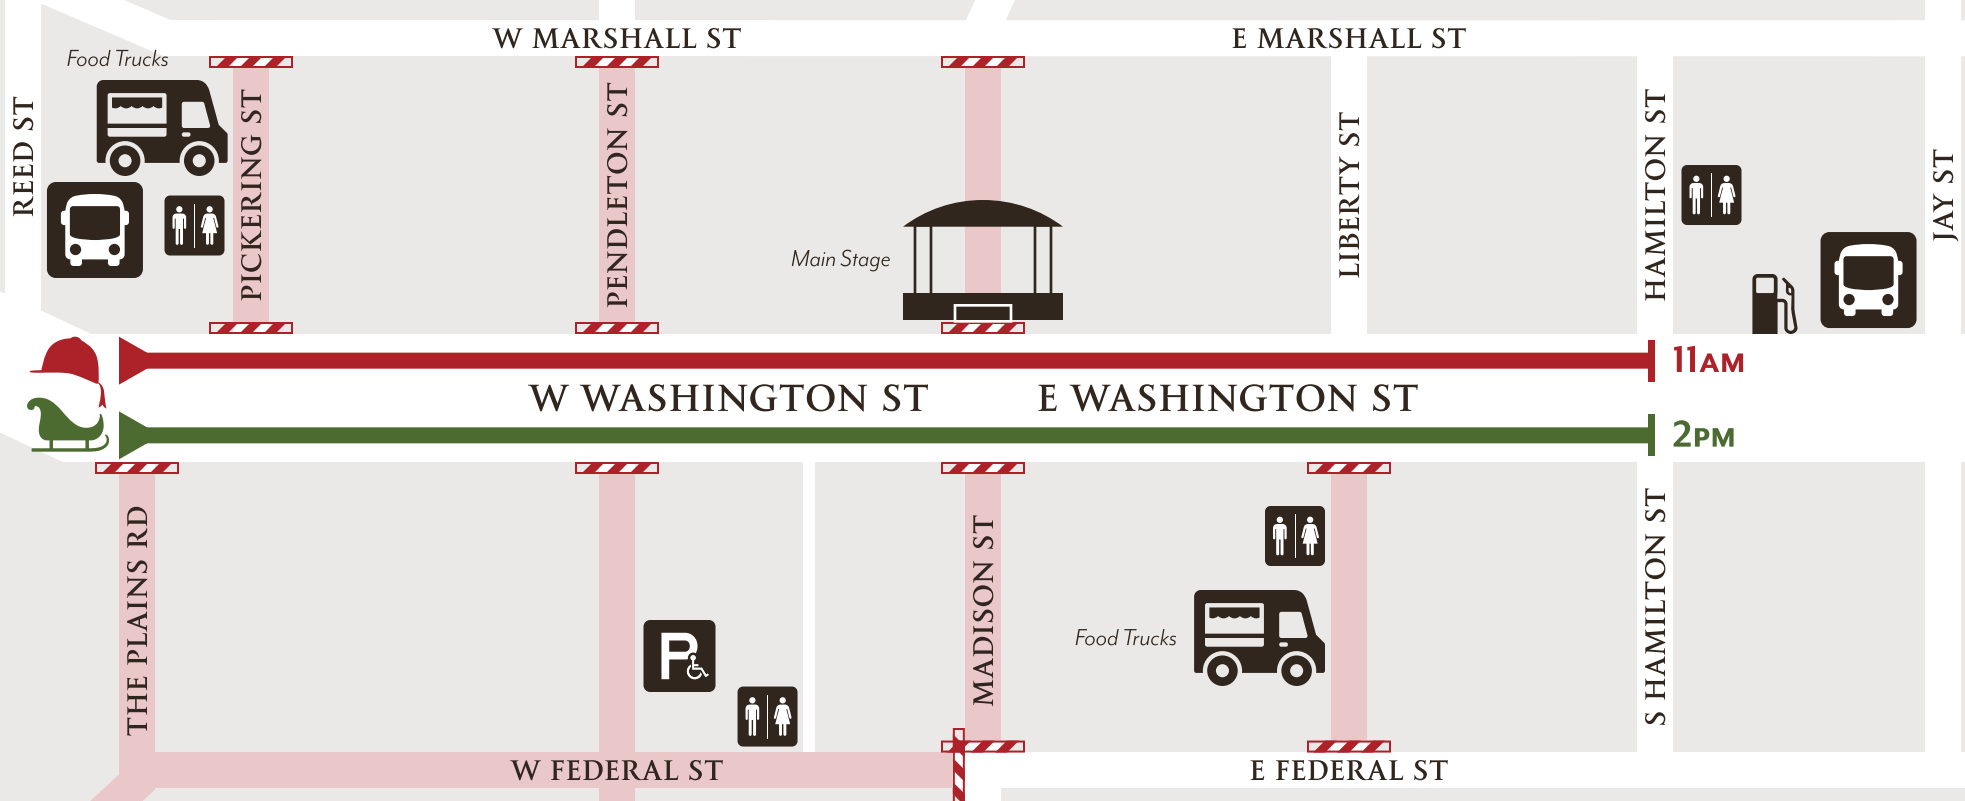 W MARSHALL ST
E MARSHALL ST
Food Trucks
REED ST
PICKERING ST
PENDLETON ST
Main Stage
LIBERTY ST
HAMILTON ST
JAY ST
11AM
W WASHINGTON ST
E WASHINGTON ST
2PM
THE PLAINS RD
P
MADISON ST
Food Trucks
S HAMILTON ST
W FEDERAL ST
E FEDERAL ST